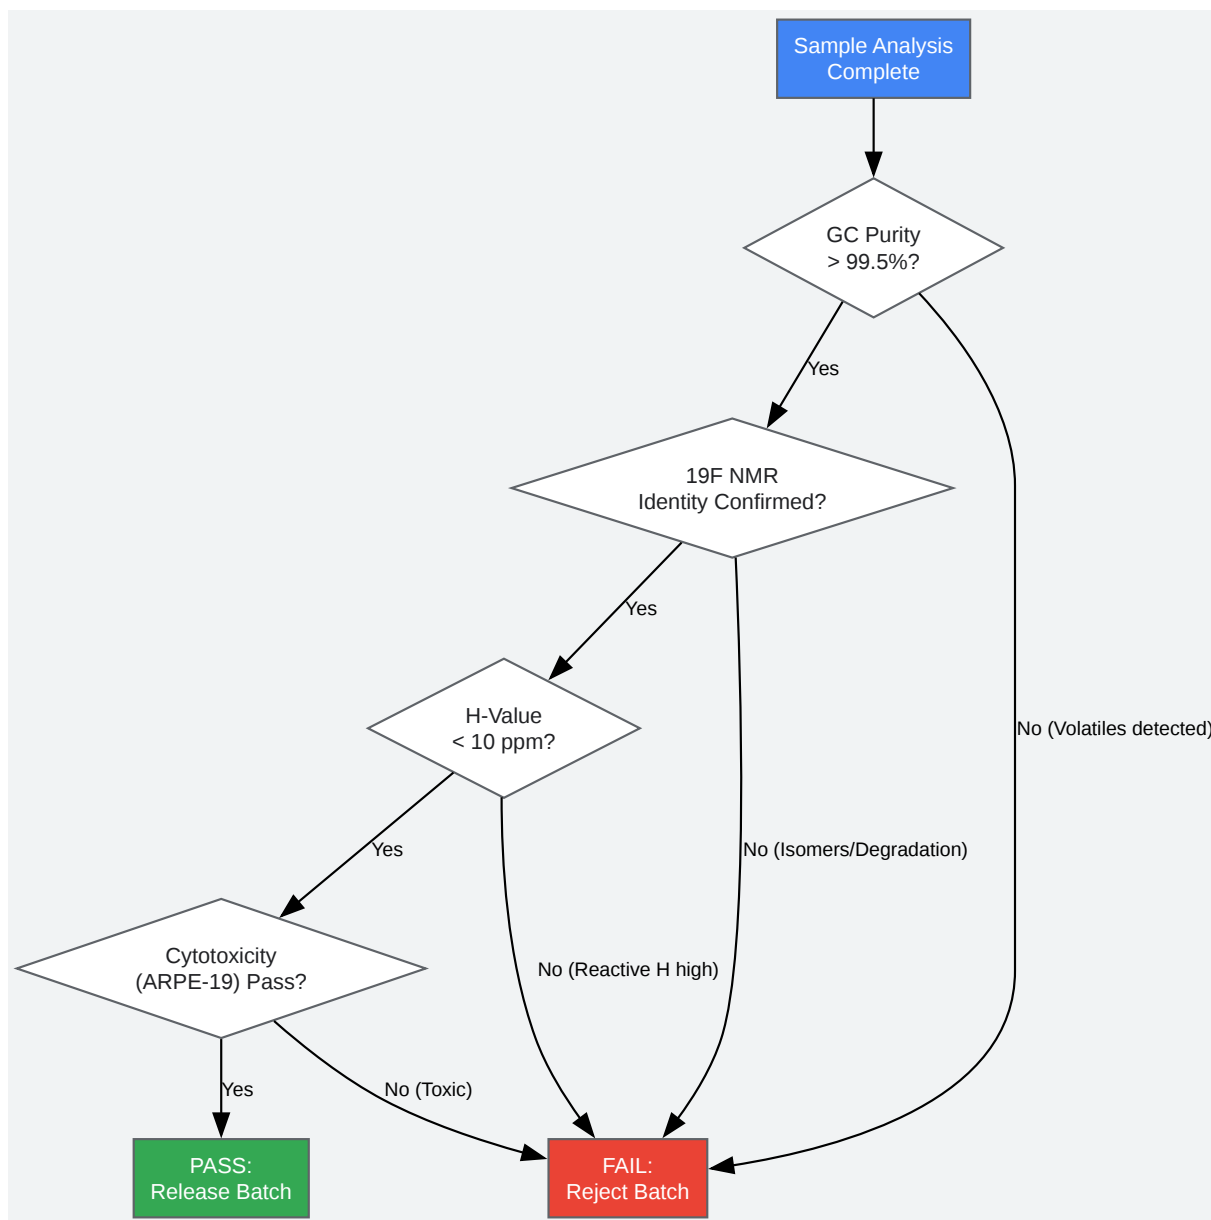 Sample Analysis
Complete
GC Purity
> 99.5%?
Yes
19F NMR
Identity Confirmed?
Yes
H-Value
< 10 ppm?
No (Volatiles detected)
Yes
No (Isomers/Degradation)
Cytotoxicity
(ARPE-19) Pass?
No (Reactive H high)
Yes
No (Toxic)
PASS:
Release Batch
FAIL:
Reject Batch